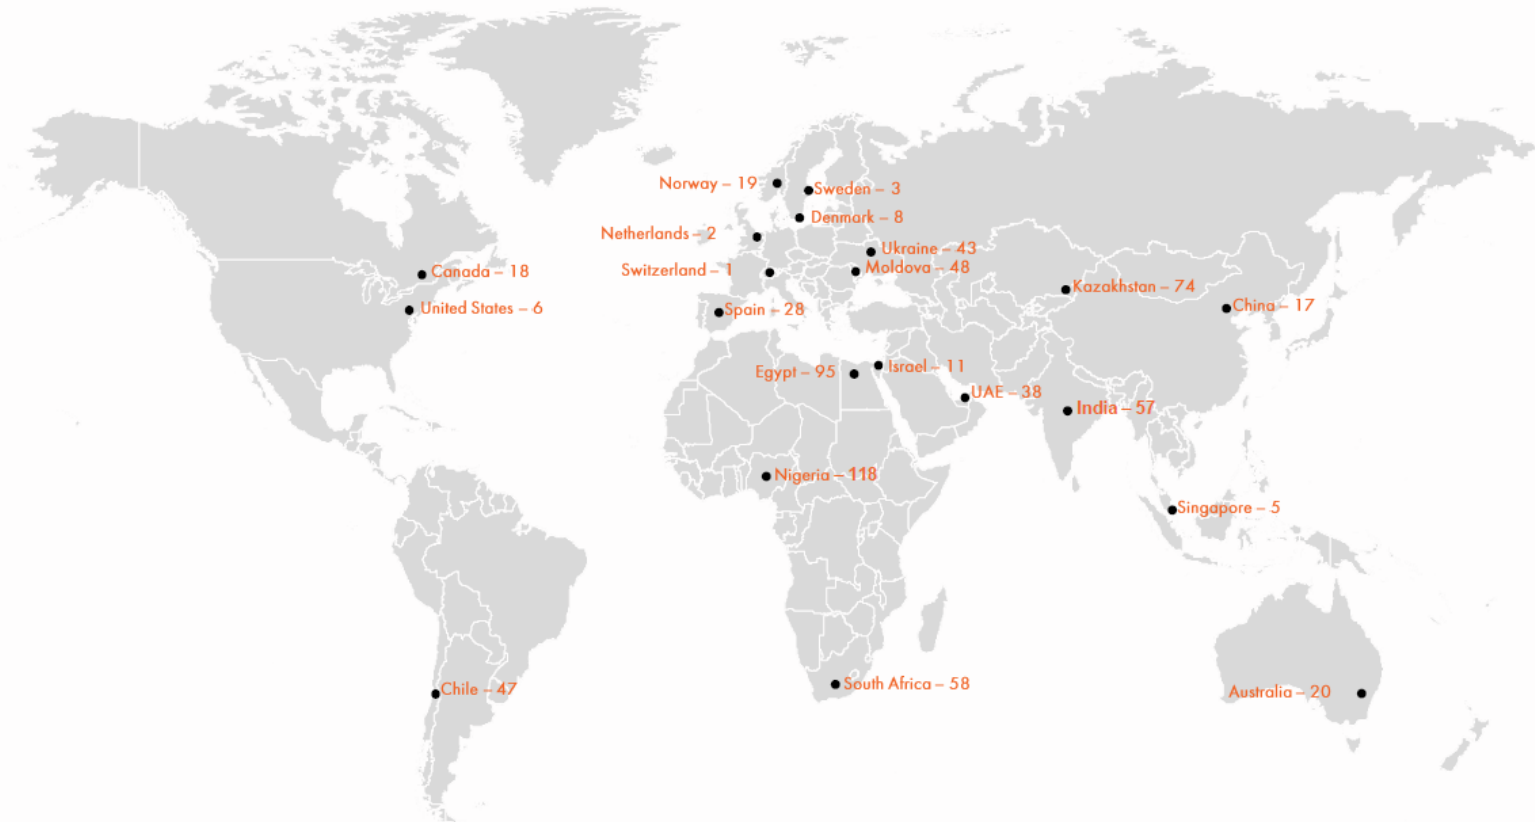 Norway – 19
Sweden – 3
Denmark – 8
Netherlands – 2
Ukraine – 43
Moldova – 48
Switzerland – 1
Canada – 18
Kazakhstan – 74
United States – 6
Spain – 28
China – 17
Egypt – 95
Israel – 11
UAE – 38
India – 57
Nigeria – 118
Singapore – 5
South Africa – 58
Chile – 47
Australia – 20